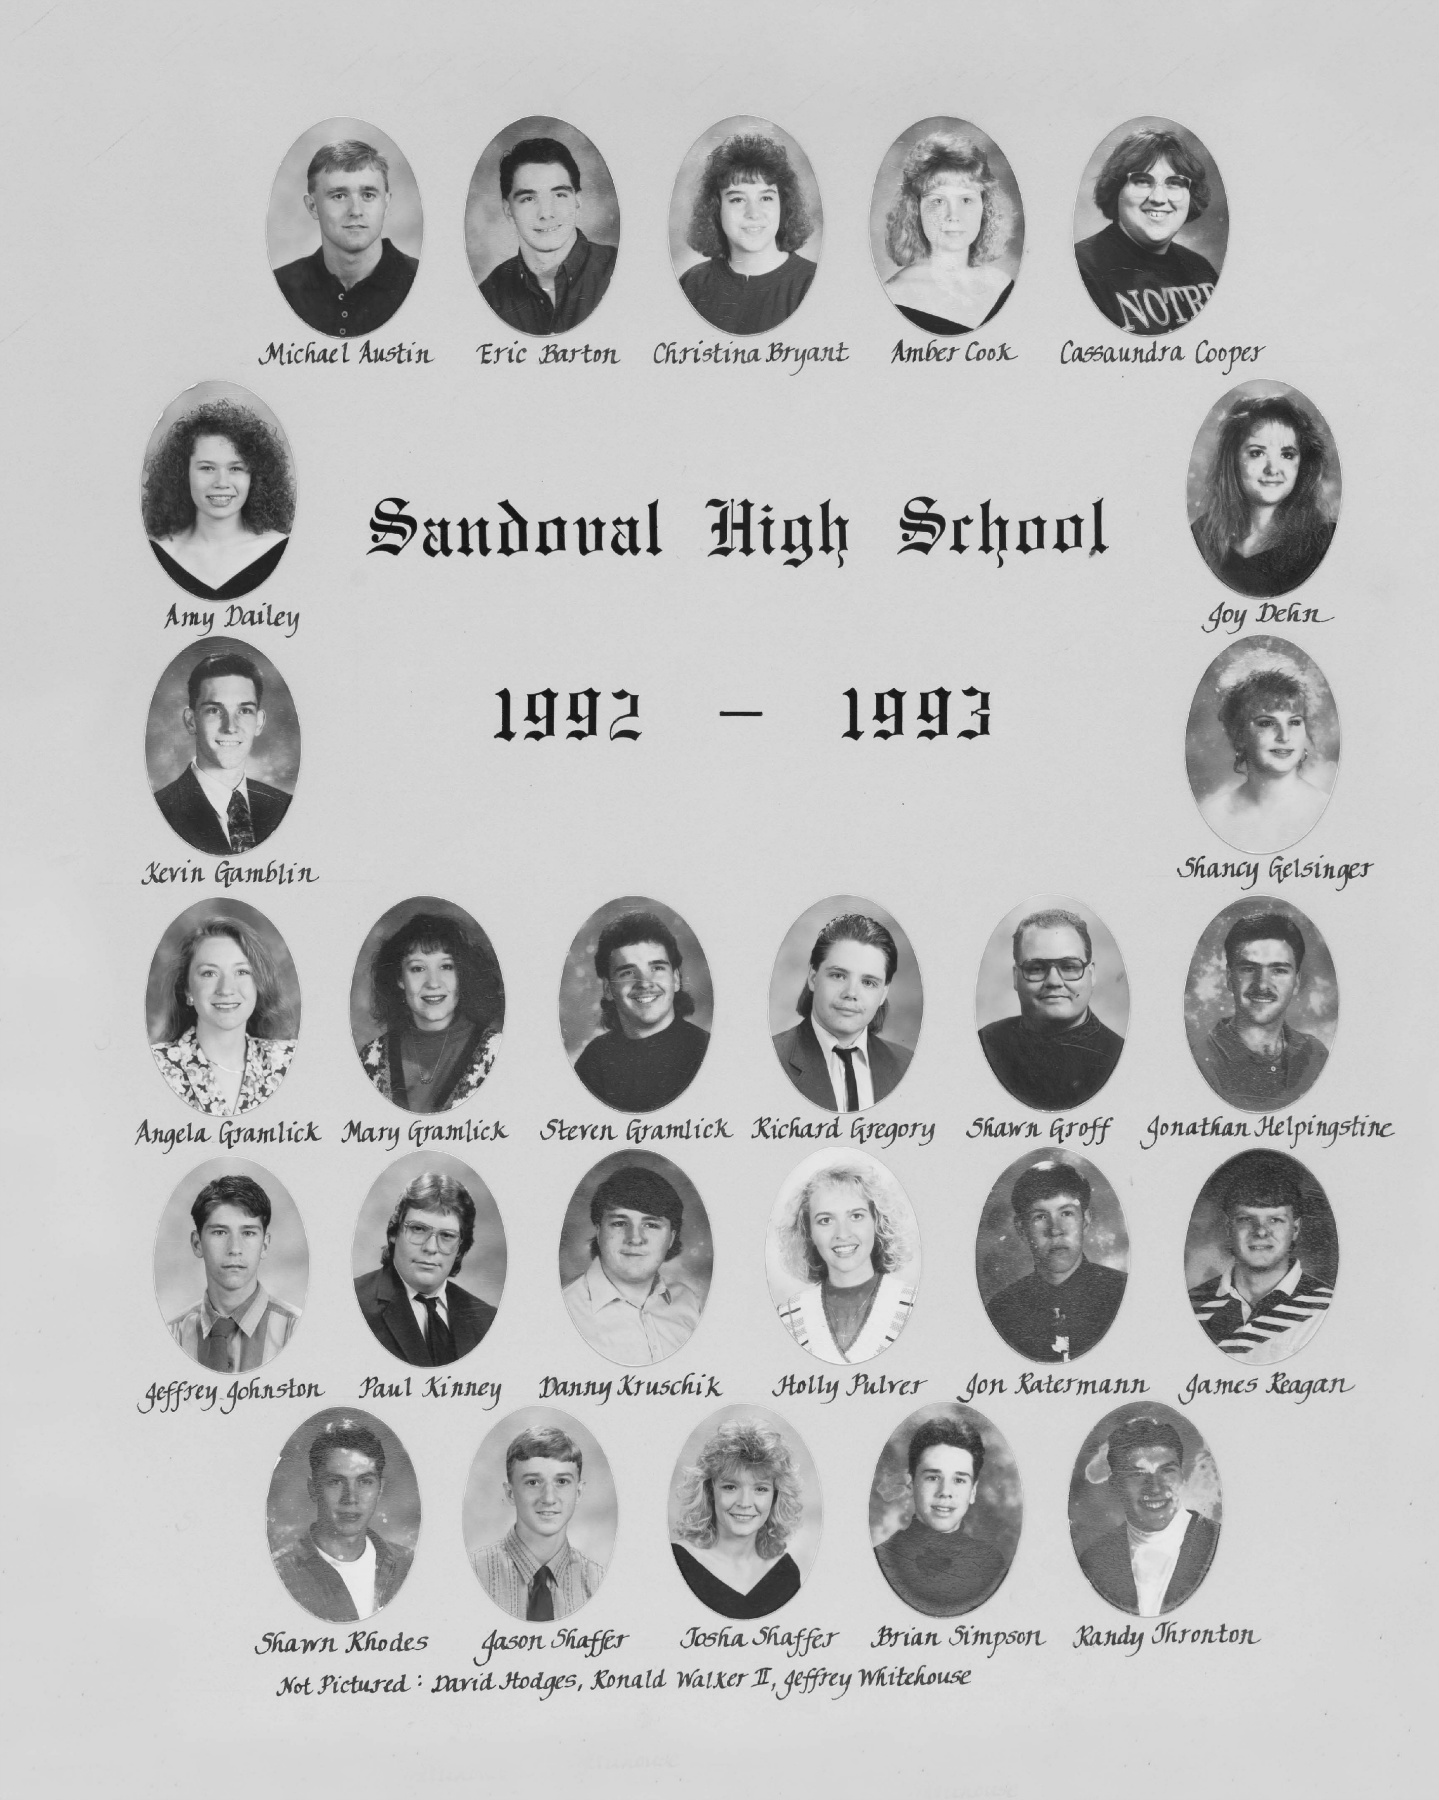 NOTRE
Michael Austin Eric Barton Christina Bryant Amber Cook Cassaundra Cooper
Sandoval High School
Amy Dailey Joy Dehn
1992 - 1993
Kevin Gamblin Shancy Gelsinger
Angela Gramlick Mary Gramlick Steven Gramlick Richard Gregory Shawn Groff Jonathan Helpingstine
Jeffrey Johnston Paul Kinney Danny Kruschik Holly Pulver Jon Ratermann James Reagan
Shawn Rhodes Jason Shaffer Tosha Shaffer Brian Simpson Randy Thronton
Not Pictured : David Hodges, Ronald Walker II, Jeffrey Whitehouse